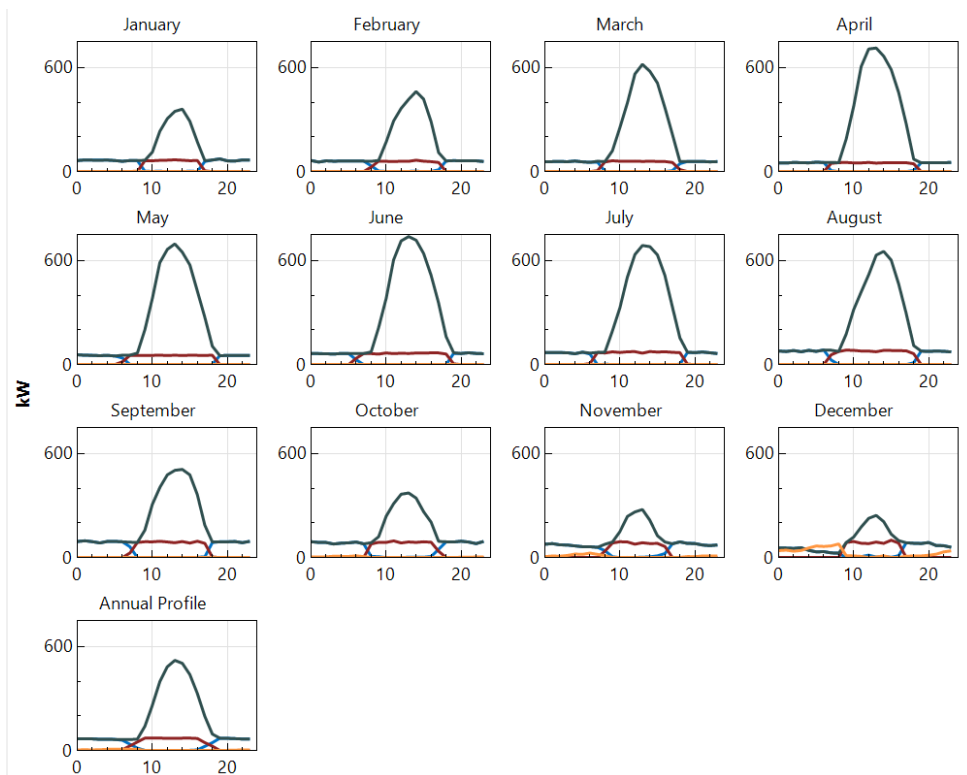 January February March April
600 600 600 600
0 0 0 0
0 10 20 0 10 20 0 10 20 0 10 20
May June July August
600 600 600 600
0 0 0 0
0 10 20 0 10 20 0 10 20 0 10 20
kW
September October November December
600 600 600 600
0 0 0 0
0 10 20 0 10 20 0 10 20 0 10 20
Annual Profile
600
0
0 10 20